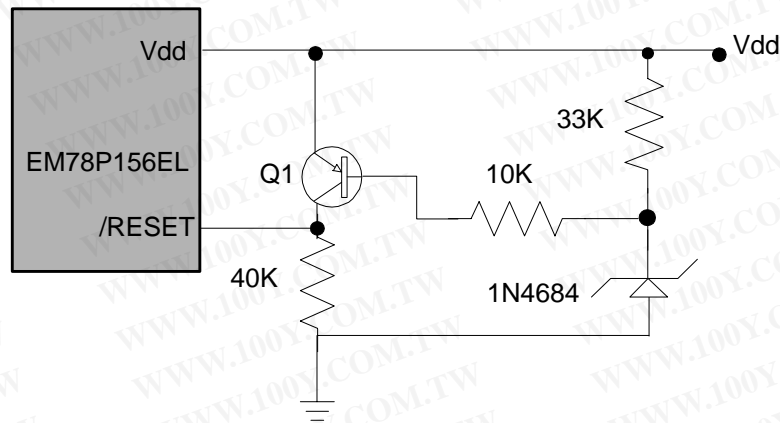 Vdd
Vdd
33K
EM78P156EL
Q1
10K
/RESET
40K
1N4684
WWW.100Y.COM.TW